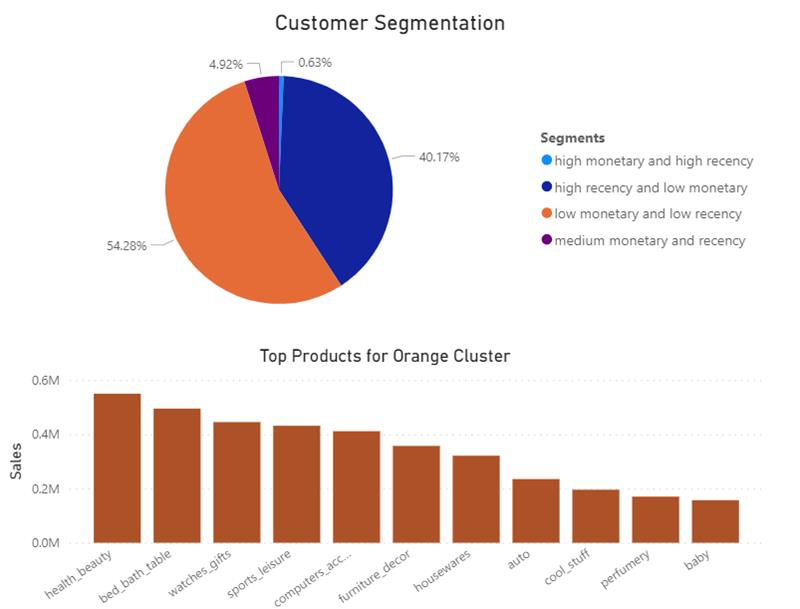 Customer Segmentation
4.92%
0.63%
40.17%
54.28%
Segments
high monetary and high recency
high recency and low monetary
low monetary and low recency
medium monetary and recency
Top Products for Orange Cluster
Sales
0.6M
0.4M
0.2M
0.0M
health_beauty
bed_bath_table
watches_gifts
sports_leisure
computers_acc...
furniture_decor
housewares
auto
cool_stuff
perfumery
baby